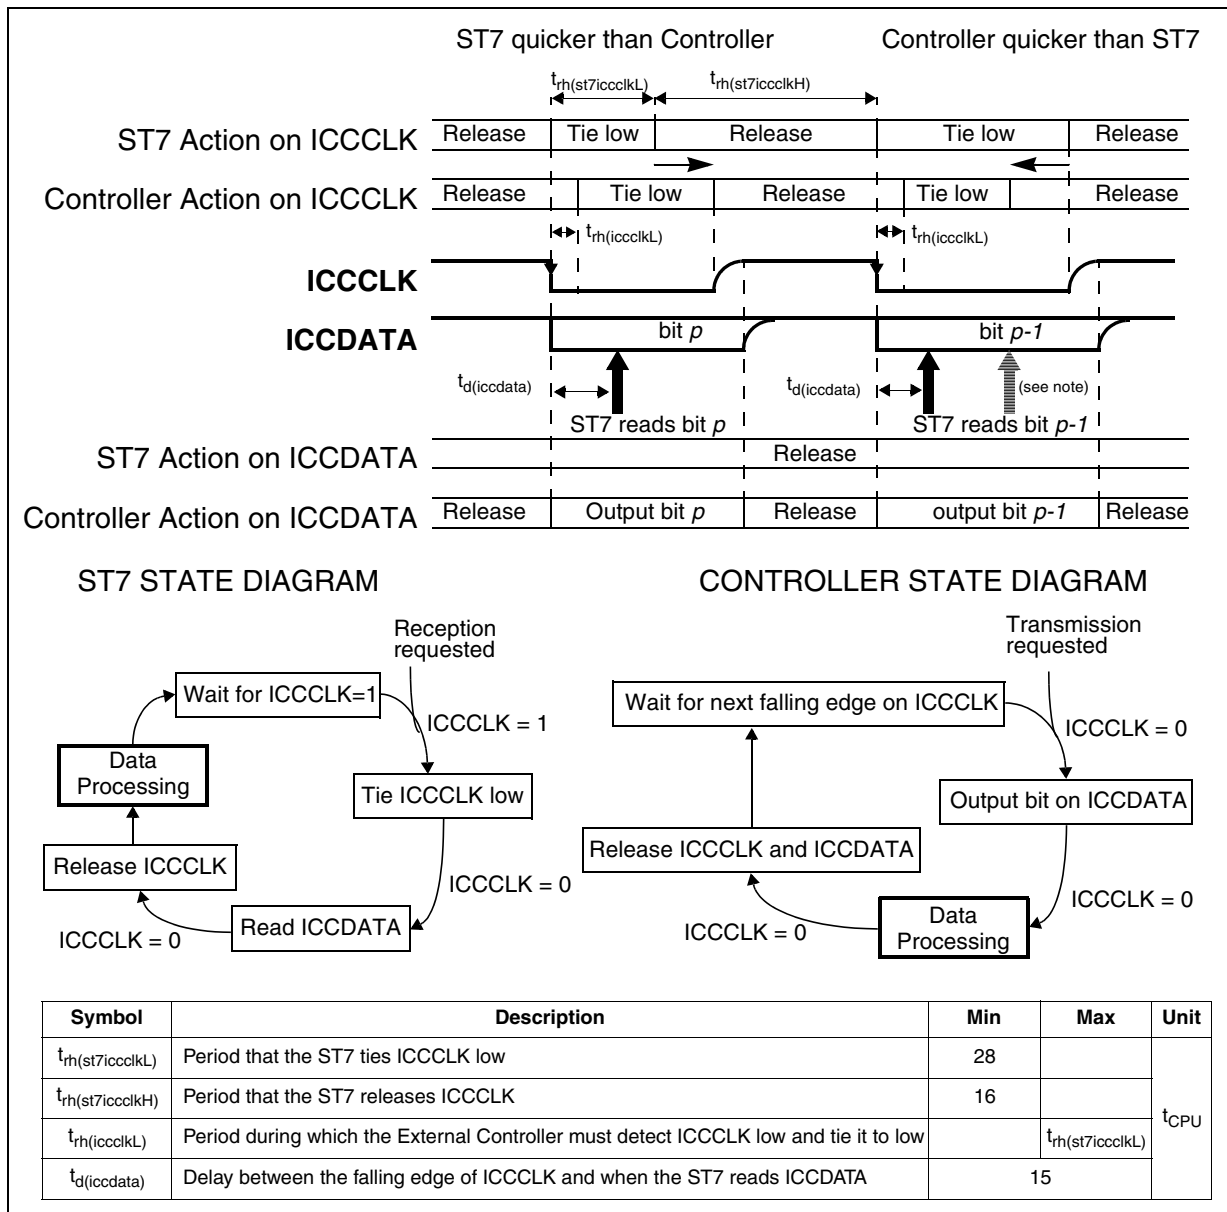 ST7 quicker than Controller
Controller quicker than ST7
trh(st7iccclkL)
trh(st7iccclkH)
ST7 Action on ICCCLK
Release
Tie low
Release
Tie low
Release
Controller Action on ICCCLK
Release
Tie low
Release
Tie low
Release
trh(iccclkL)
trh(iccclkL)
ICCCLK
ICCDATA
bit p
bit p-1
td(iccdata)
td(iccdata)
(see note)
ST7 reads bit p
ST7 reads bit p-1
ST7 Action on ICCDATA
Release
Controller Action on ICCDATA
Release
Output bit p
Release
output bit p-1
Release
ST7 STATE DIAGRAM
Reception
requested
Wait for ICCCLK=1
ICCCLK = 1
Data
Processing
Tie ICCCLK low
Release ICCCLK
ICCCLK = 0
Read ICCDATA
ICCCLK = 0
CONTROLLER STATE DIAGRAM
Transmission
requested
Wait for next falling edge on ICCCLK
ICCCLK = 0
Output bit on ICCDATA
Release ICCCLK and ICCDATA
ICCCLK = 0
Data
Processing
ICCCLK = 0
Symbol Description Min Max Unit
trh(st7iccclkL) Period that the ST7 ties ICCCLK low 28
trh(st7iccclkH) Period that the ST7 releases ICCCLK 16
tCPU
trh(iccclkL) Period during which the External Controller must detect ICCCLK low and tie it to low trh(st7iccclkL)
td(iccdata) Delay between the falling edge of ICCCLK and when the ST7 reads ICCDATA 15